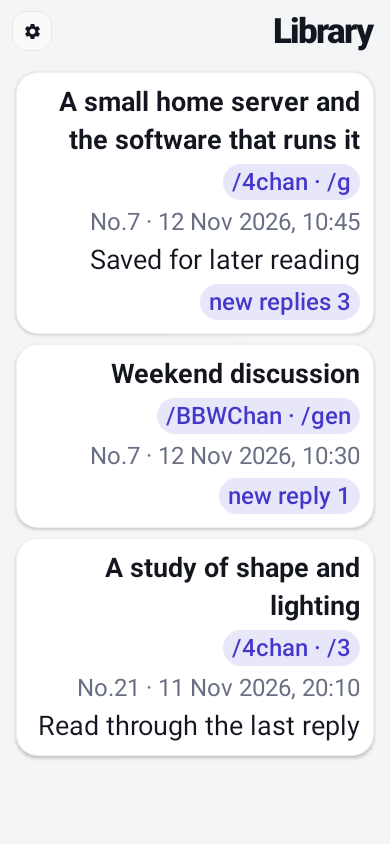 Library
A small home server and
the software that runs it
/4chan · /g
No.7 · 12 Nov 2026, 10:45
Saved for later reading
new replies 3
Weekend discussion
/BBWChan · /gen
No.7 · 12 Nov 2026, 10:30
new reply 1
A study of shape and
lighting
/4chan · /3
No.21 · 11 Nov 2026, 20:10
Read through the last reply